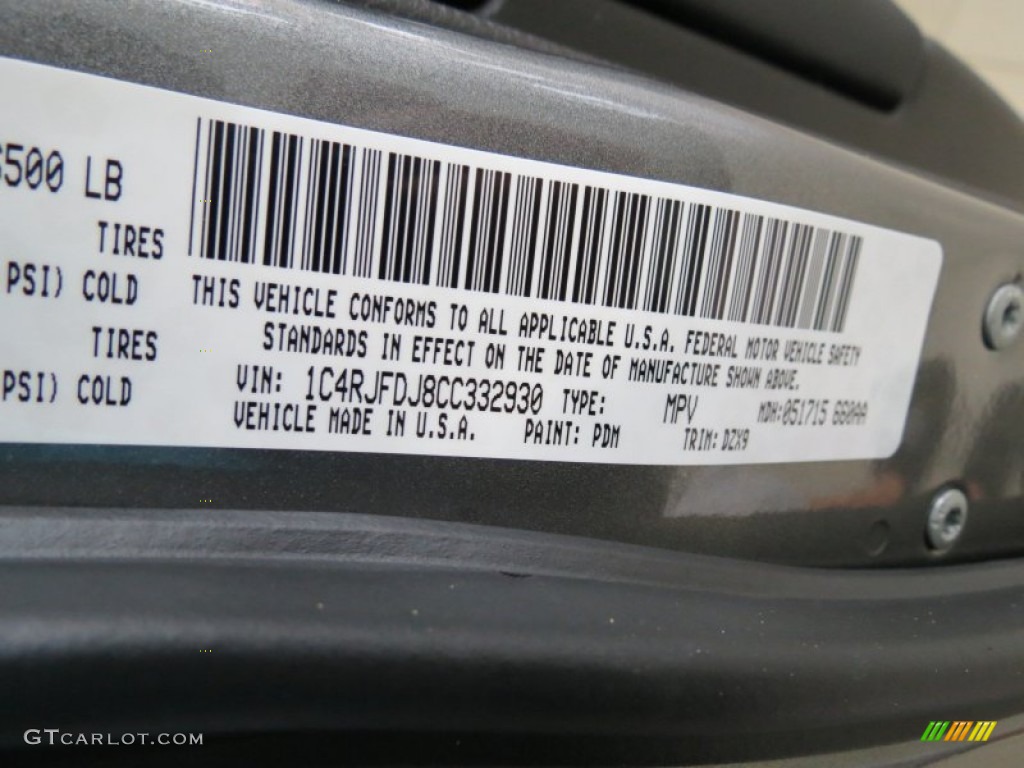 500 LB
TIRES
PSI) COLD
TIRES
PSI) COLD
THIS VEHICLE CONFORMS TO ALL APPLICABLE U.S.A. FEDERAL MOTOR VEHICLE SAFETY
STANDARDS IN EFFECT ON THE DATE OF MANUFACTURE SHOWN ABOVE.
VIN: 1C4RJFDJ8CC332930 TYPE: MPV MDH:051715 660AA
VEHICLE MADE IN U.S.A. PAINT: PDM TRIM: DZX9
GTCARLOT.COM